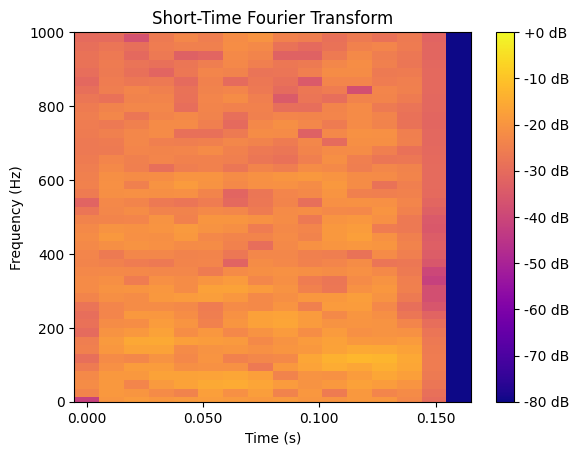 Short-Time Fourier Transform
1000
800
600
400
200
0
Frequency (Hz)
0.000
0.050
0.100
0.150
Time (s)
+0 dB
-10 dB
-20 dB
-30 dB
-40 dB
-50 dB
-60 dB
-70 dB
-80 dB